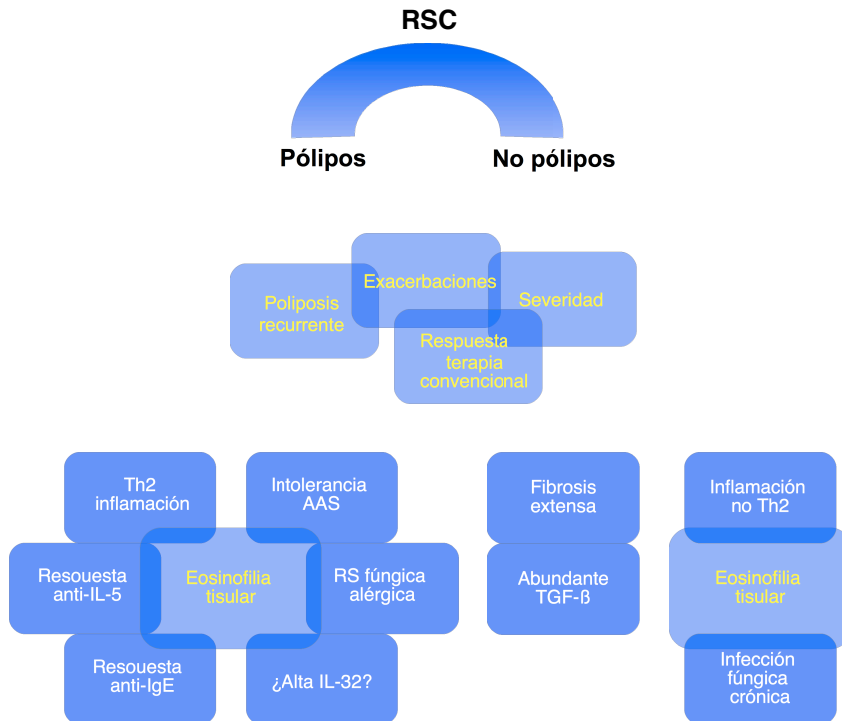 RSC
Pólipos
No pólipos
Exacerbaciones
Poliposis
recurrente
Severidad
Respuesta
terapia
convencional
Th2
inflamación
Intolerancia
AAS
Fibrosis
extensa
Inflamación
no Th2
Resouesta
anti-IL-5
Eosinofilia
tisular
RS fúngica
alérgica
Abundante
TGF-ß
Eosinofilia
tisular
Resouesta
anti-IgE
¿Alta IL-32?
Infección
fúngica
crónica